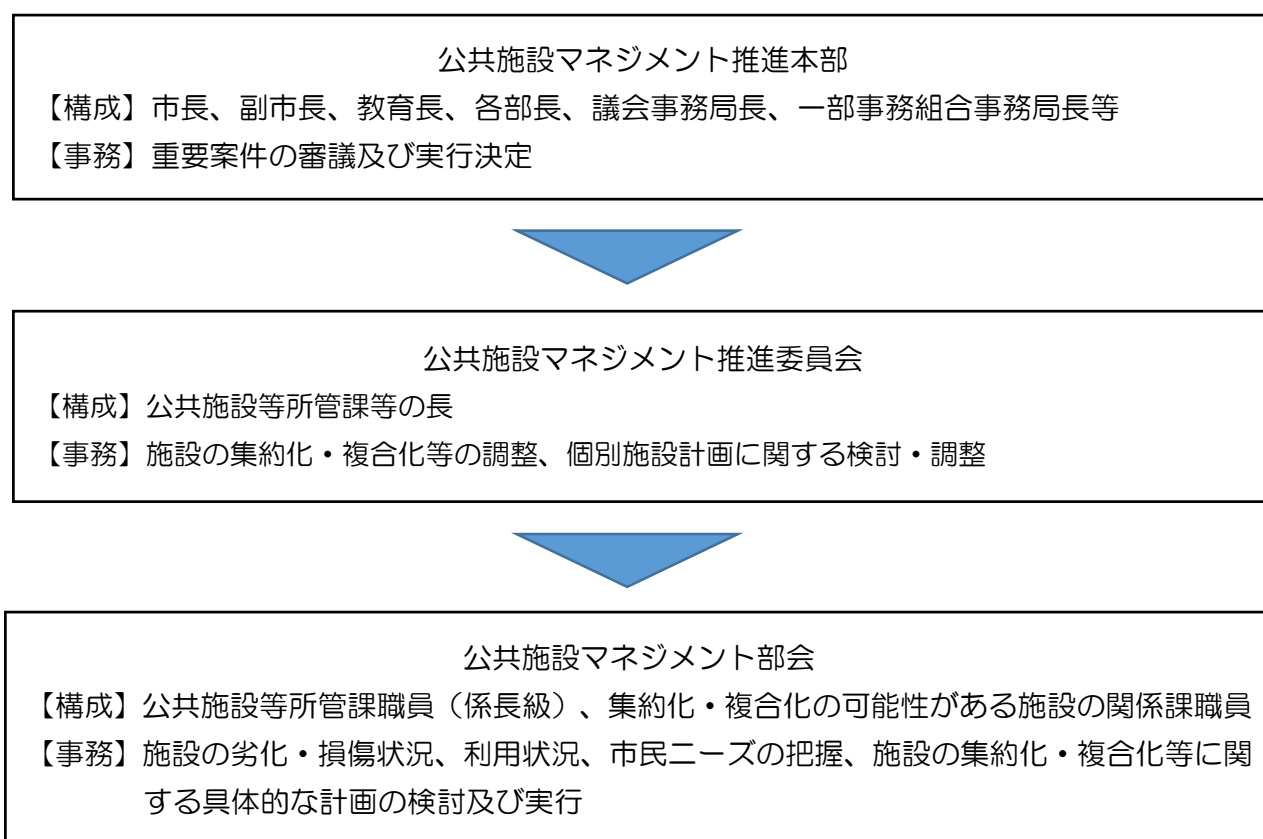 公共施設マネジメント推進本部
【構成】市長、副市長、教育長、各部長、議会事務局長、一部事務組合事務局長等
【事務】重要案件の審議及び実行決定
公共施設マネジメント推進委員会
【構成】公共施設等所管課等の長
【事務】施設の集約化・複合化等の調整、個別施設計画に関する検討・調整
公共施設マネジメント部会
【構成】公共施設等所管課職員（係長級）、集約化・複合化の可能性がある施設の関係課職員
【事務】施設の劣化・損傷状況、利用状況、市民ニーズの把握、施設の集約化・複合化等に関
する具体的な計画の検討及び実行